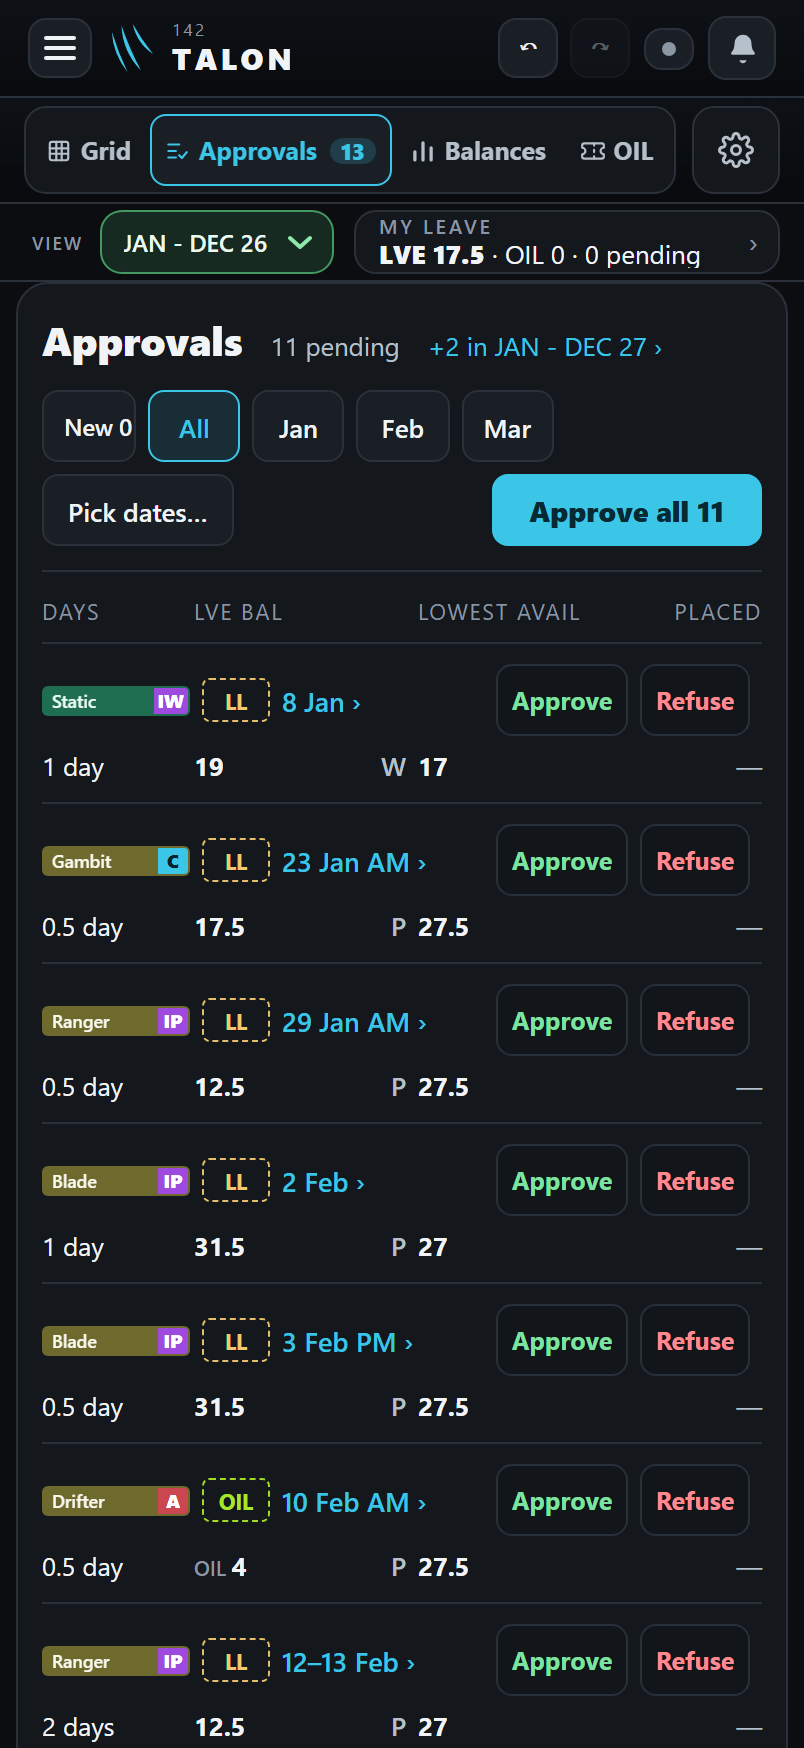 142
TALON
Grid
Approvals 13
Balances
OIL
VIEW
JAN - DEC 26
MY LEAVE
LVE 17.5 · OIL 0 · 0 pending ›
Approvals 11 pending +2 in JAN - DEC 27 ›
New 0 All Jan Feb Mar
Pick dates... Approve all 11
DAYS LVE BAL LOWEST AVAIL PLACED
Static IW LL 8 Jan › Approve Refuse
1 day 19 W 17 —
Gambit C LL 23 Jan AM › Approve Refuse
0.5 day 17.5 P 27.5 —
Ranger IP LL 29 Jan AM › Approve Refuse
0.5 day 12.5 P 27.5 —
Blade IP LL 2 Feb › Approve Refuse
1 day 31.5 P 27 —
Blade IP LL 3 Feb PM › Approve Refuse
0.5 day 31.5 P 27.5 —
Drifter A OIL 10 Feb AM › Approve Refuse
0.5 day OIL 4 P 27.5 —
Ranger IP LL 12–13 Feb › Approve Refuse
2 days 12.5 P 27 —